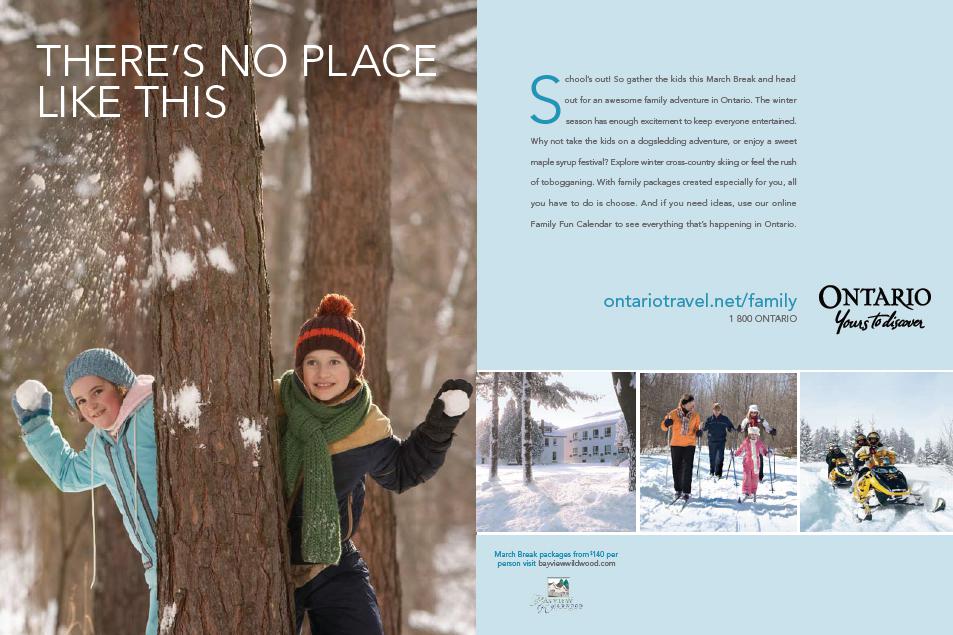 THERE'S NO PLACE
LIKE THIS
School's out! So gather the kids this March Break and head
out for an awesome family adventure in Ontario. The winter
season has enough excitement to keep everyone entertained.
Why not take the kids on a dogsledding adventure, or enjoy a sweet
maple syrup festival? Explore winter cross-country skiing or feel the rush
of tobogganing. With family packages created especially for you, all
you have to do is choose. And if you need ideas, use our online
Family Fun Calendar to see everything that's happening in Ontario.
ontariotravel.net/family
1 800 ONTARIO
ONTARIO
Yours to discover
March Break packages from $140 per
person visit bayviewwildwood.com